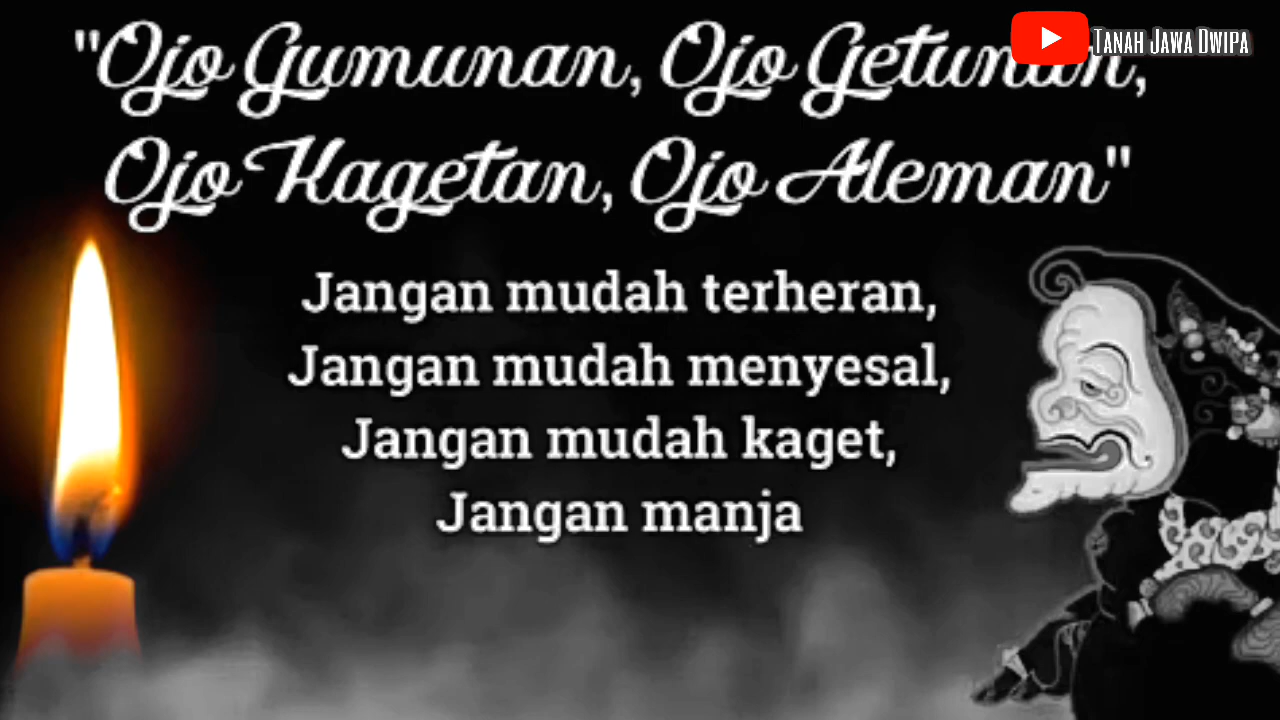 "Ojo Gumunan, Ojo Getunan,
Ojo Kagetan, Ojo Aleman"
Jangan mudah terheran,
Jangan mudah menyesal,
Jangan mudah kaget,
Jangan manja
Tanah Jawa Dwipa